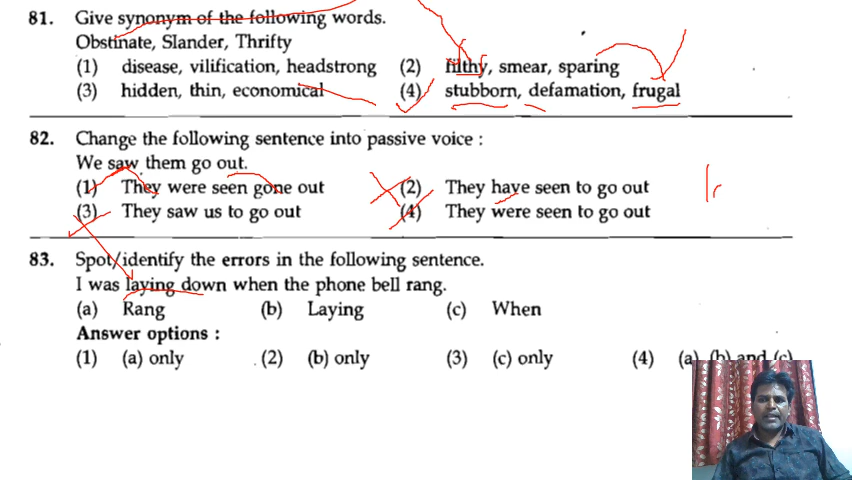 81. Give synonym of the following words.
Obstinate, Slander, Thrifty
(1) disease, vilification, headstrong (2) filthy, smear, sparing
(3) hidden, thin, economical (4) stubborn, defamation, frugal
82. Change the following sentence into passive voice :
We saw them go out.
(1) They were seen gone out (2) They have seen to go out
(3) They saw us to go out (4) They were seen to go out
83. Spot/identify the errors in the following sentence.
I was laying down when the phone bell rang.
(a) Rang (b) Laying (c) When
Answer options :
(1) (a) only (2) (b) only (3) (c) only (4) (a), (b) and (c)